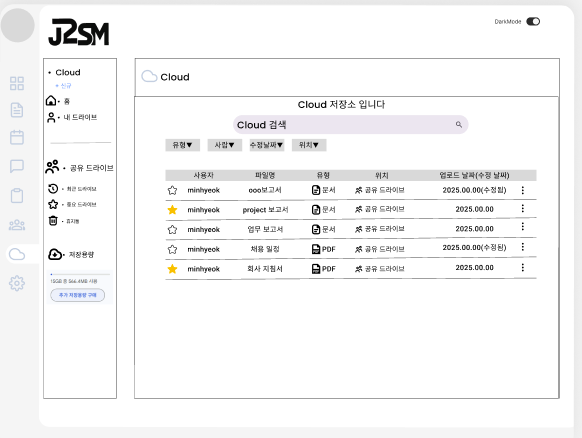 J2SM
DarkMode
Cloud
신규
홈
내 드라이브
공유 드라이브
최근 드라이브
중요 드라이브
휴지통
저장용량
15GB 중 566.4MB 사용
추가 저장용량 구매
Cloud
Cloud 저장소 입니다
Cloud 검색
유형▼ 사람▼ 수정날짜▼ 위치▼
사용자 파일명 유형 위치 업로드 날짜(수정 날짜)
minhyeok ooo보고서 문서 공유 드라이브 2025.00.00(수정됨)
minhyeok project 보고서 문서 공유 드라이브 2025.00.00
minhyeok 업무 보고서 문서 공유 드라이브 2025.00.00
minhyeok 채용 일정 PDF 공유 드라이브 2025.00.00(수정됨)
minhyeok 회사 지침서 PDF 공유 드라이브 2025.00.00